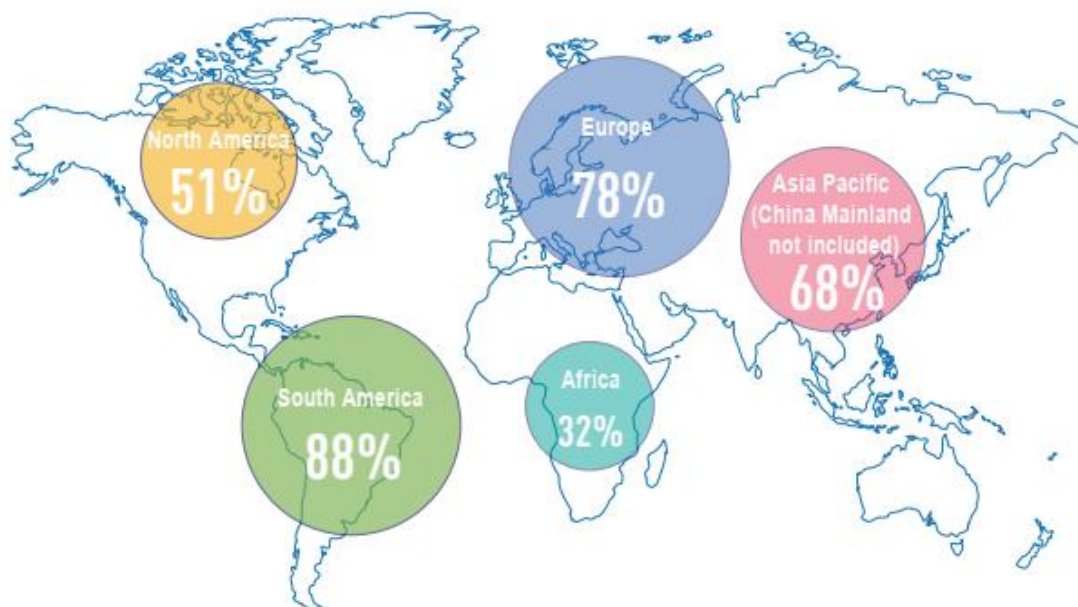 North America
51%
Europe
78%
Asia Pacific
(China Mainland
not included)
68%
South America
88%
Africa
32%